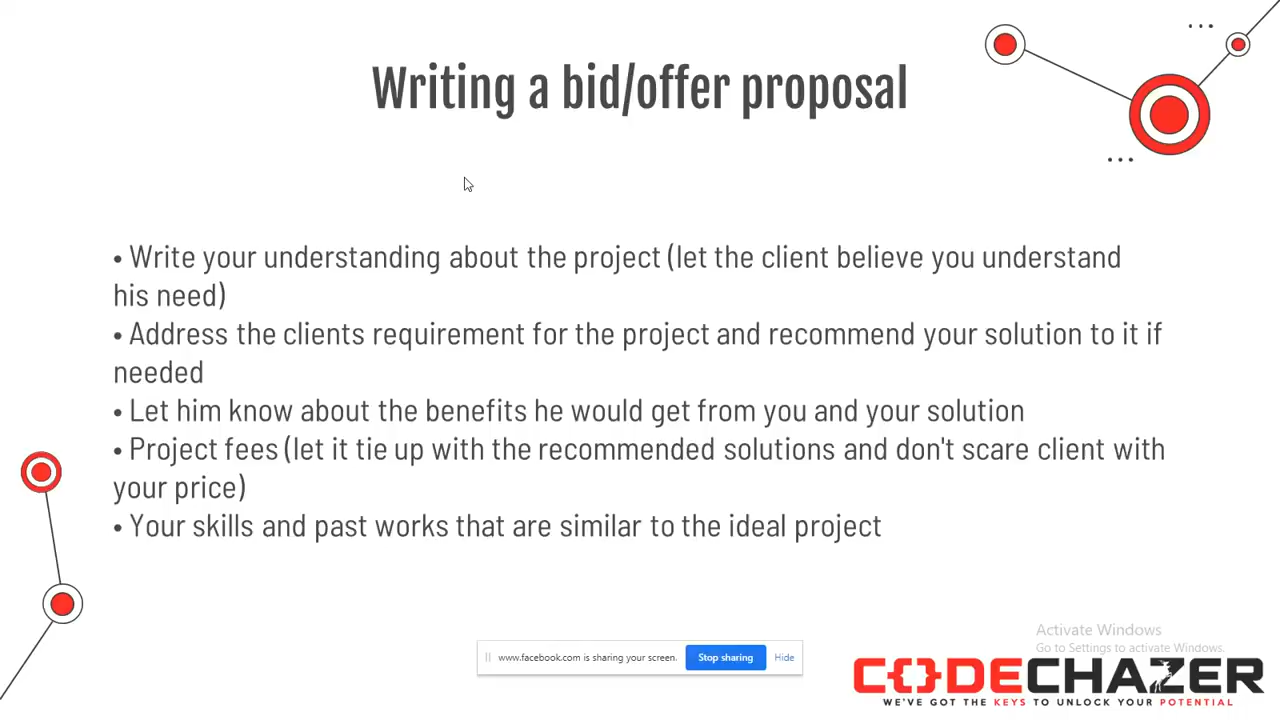 Writing a bid/offer proposal
• Write your understanding about the project (let the client believe you understand
his need)
• Address the clients requirement for the project and recommend your solution to it if
needed
• Let him know about the benefits he would get from you and your solution
• Project fees (let it tie up with the recommended solutions and don't scare client with
your price)
• Your skills and past works that are similar to the ideal project
Activate Windows
Go to Settings to activate Windows.
www.facebook.com is sharing your screen. Stop sharing Hide
C{}DECHAZER
WE'VE GOT THE KEYS TO UNLOCK YOUR POTENTIAL